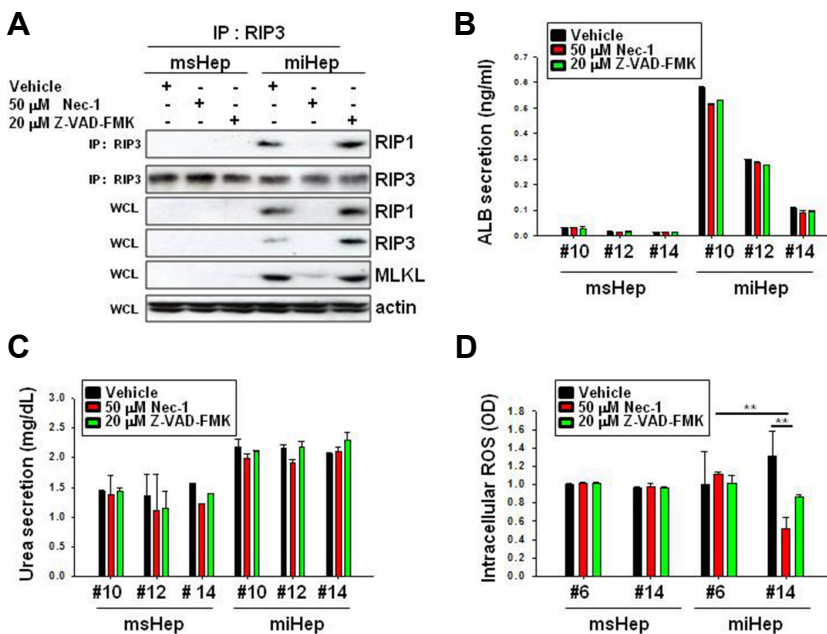 A
IP : RIP3
msHep miHep
Vehicle + - - + - -
50 µM Nec-1 - + - - + -
20 µM Z-VAD-FMK - - + - - +
IP: RIP3 RIP1
IP: RIP3 RIP3
WCL RIP1
WCL RIP3
WCL MLKL
WCL actin
B
Vehicle
50 µM Nec-1
20 µM Z-VAD-FMK
ALB secretion (ng/ml)
0.7
0.6
0.3
0.2
0.1
0.0
#10 #12 #14 #10 #12 #14
msHep miHep
C
Vehicle
50 µM Nec-1
20 µM Z-VAD-FMK
Urea secretion (mg/dL)
3.0
2.5
2.0
1.5
1.0
0.5
0.0
#10 #12 # 14 #10 #12 #14
msHep miHep
D
Vehicle
50 µM Nec-1
20 µM Z-VAD-FMK
Intracellular ROS (OD)
1.8
1.6
1.4
1.2
1.0
0.8
0.6
0.4
0.2
0.0
**
**
#6 #14 #6 #14
msHep miHep